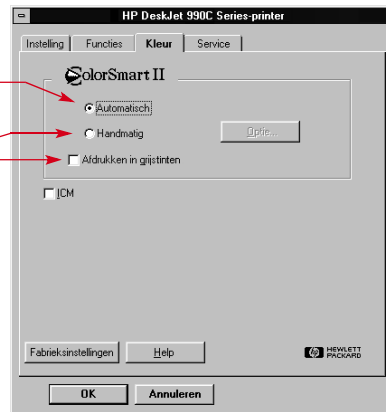 HP DeskJet 990C Series-printer
Instelling Functies Kleur Service
ColorSmart II
Automatisch
Handmatig
Optie...
Afdrukken in grijstinten
ICM
Fabrieksinstellingen Help
HEWLETT
PACKARD
OK Annuleren